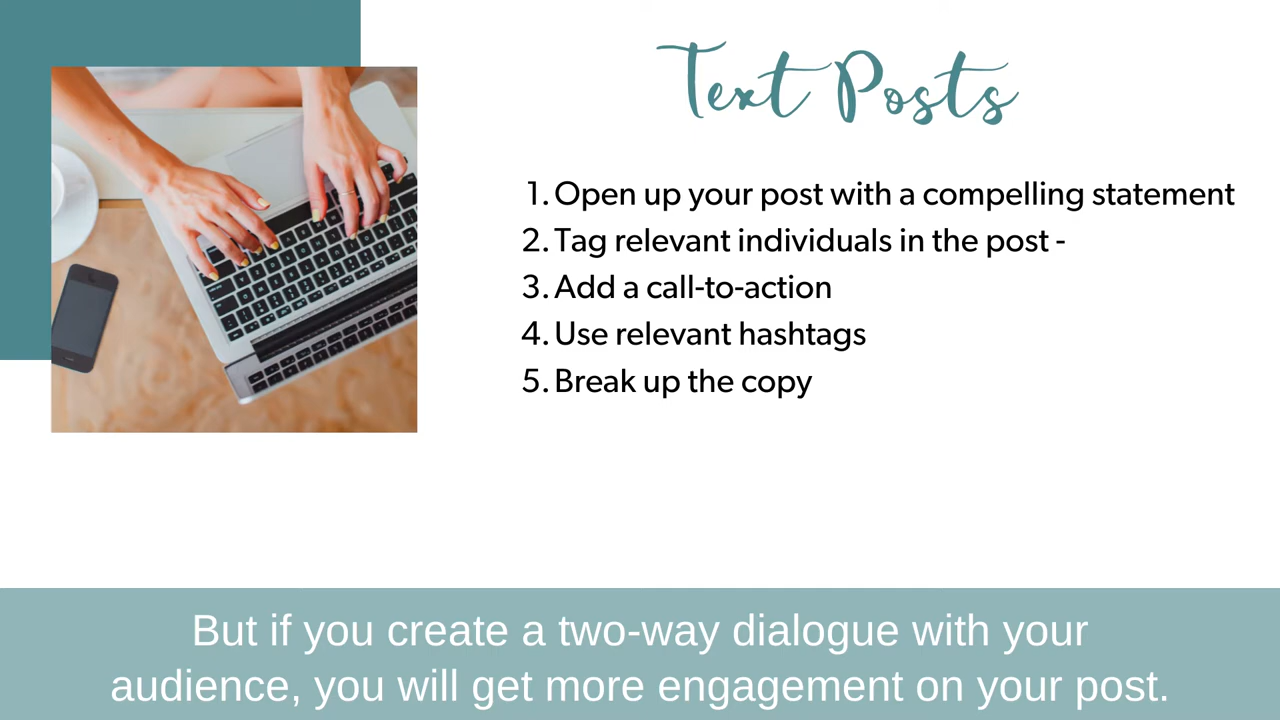 Text Posts
1. Open up your post with a compelling statement
2. Tag relevant individuals in the post -
3. Add a call-to-action
4. Use relevant hashtags
5. Break up the copy
But if you create a two-way dialogue with your
audience, you will get more engagement on your post.